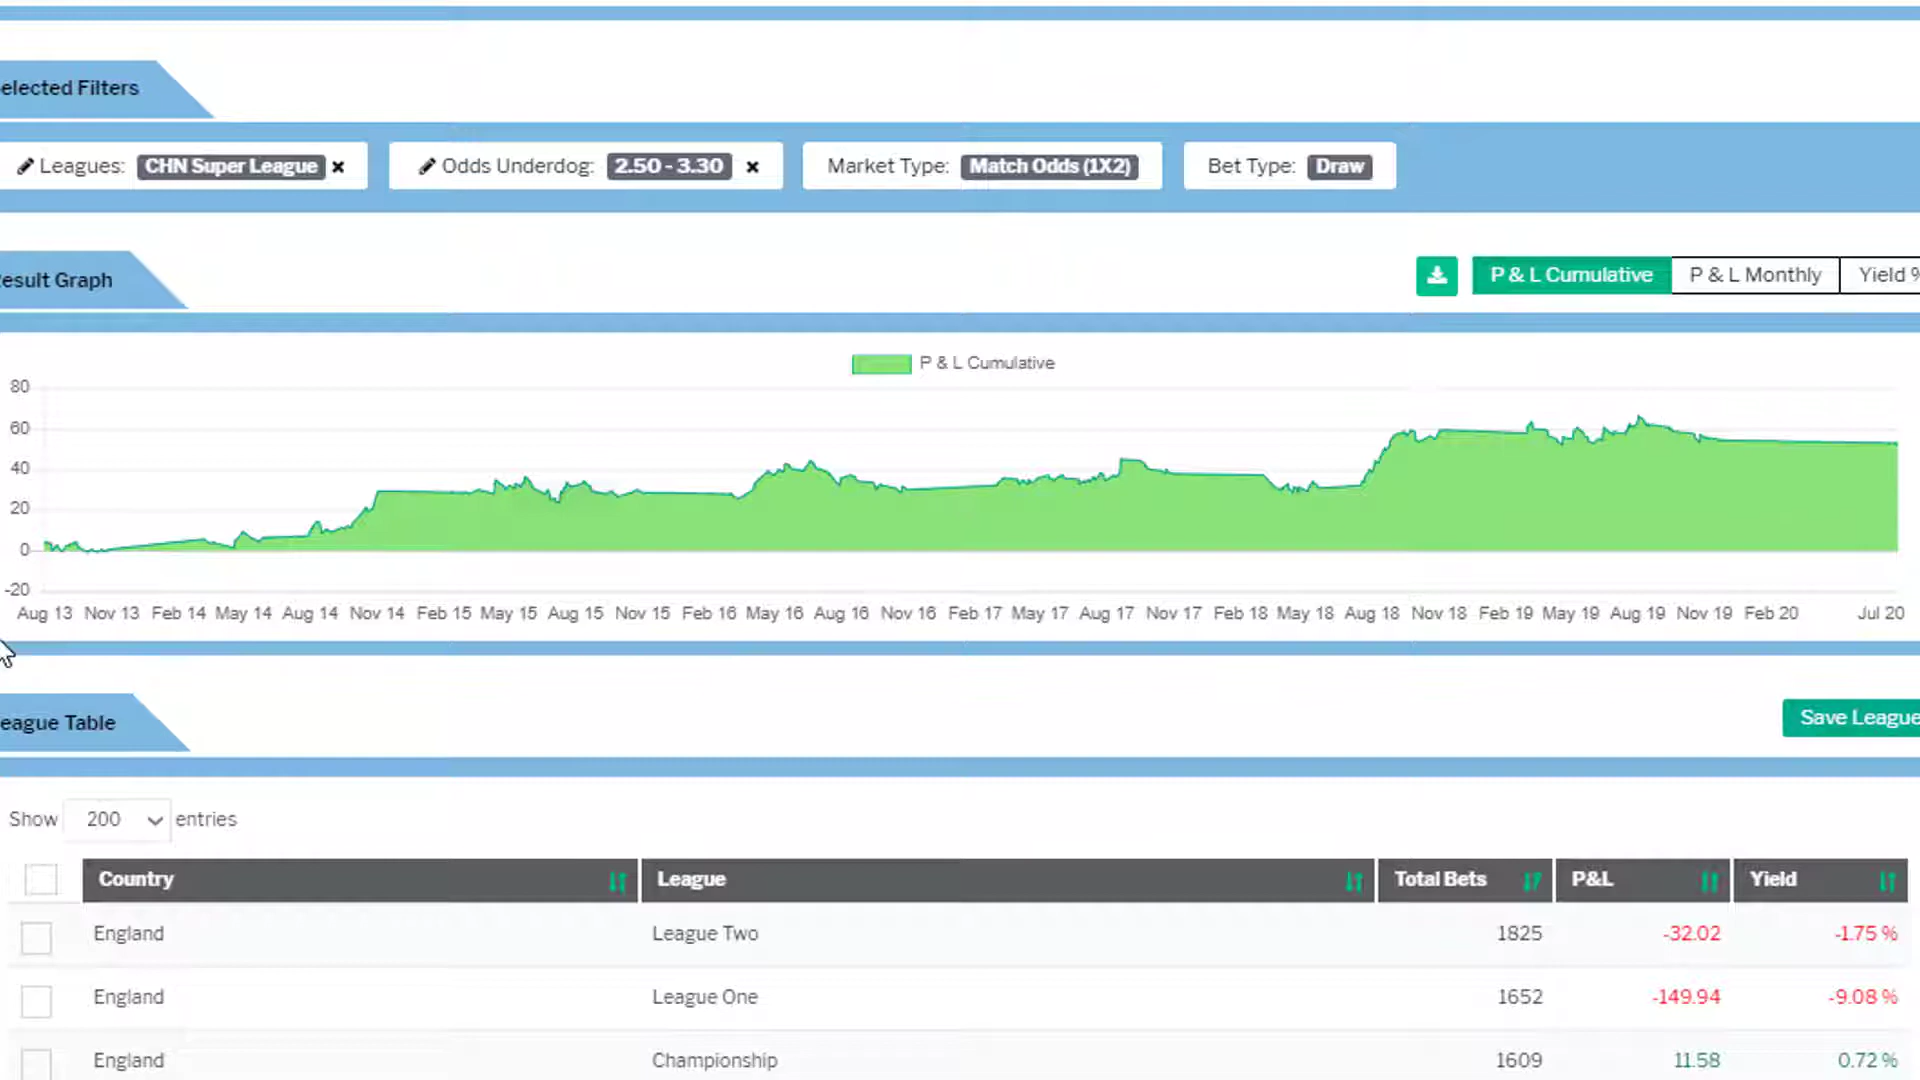 elected Filters
Leagues: CHN Super League × Odds Underdog: 2.50 - 3.30 × Market Type: Match Odds (1X2) Bet Type: Draw
esult Graph
P & L Cumulative P & L Monthly Yield %
P & L Cumulative
80
60
40
20
0
-20
Aug 13 Nov 13 Feb 14 May 14 Aug 14 Nov 14 Feb 15 May 15 Aug 15 Nov 15 Feb 16 May 16 Aug 16 Nov 16 Feb 17 May 17 Aug 17 Nov 17 Feb 18 May 18 Aug 18 Nov 18 Feb 19 May 19 Aug 19 Nov 19 Feb 20 Jul 20
eague Table
Save League
Show 200 entries
Country League Total Bets P&L Yield
England League Two 1825 -32.02 -1.75 %
England League One 1652 -149.94 -9.08 %
England Championship 1609 11.58 0.72 %